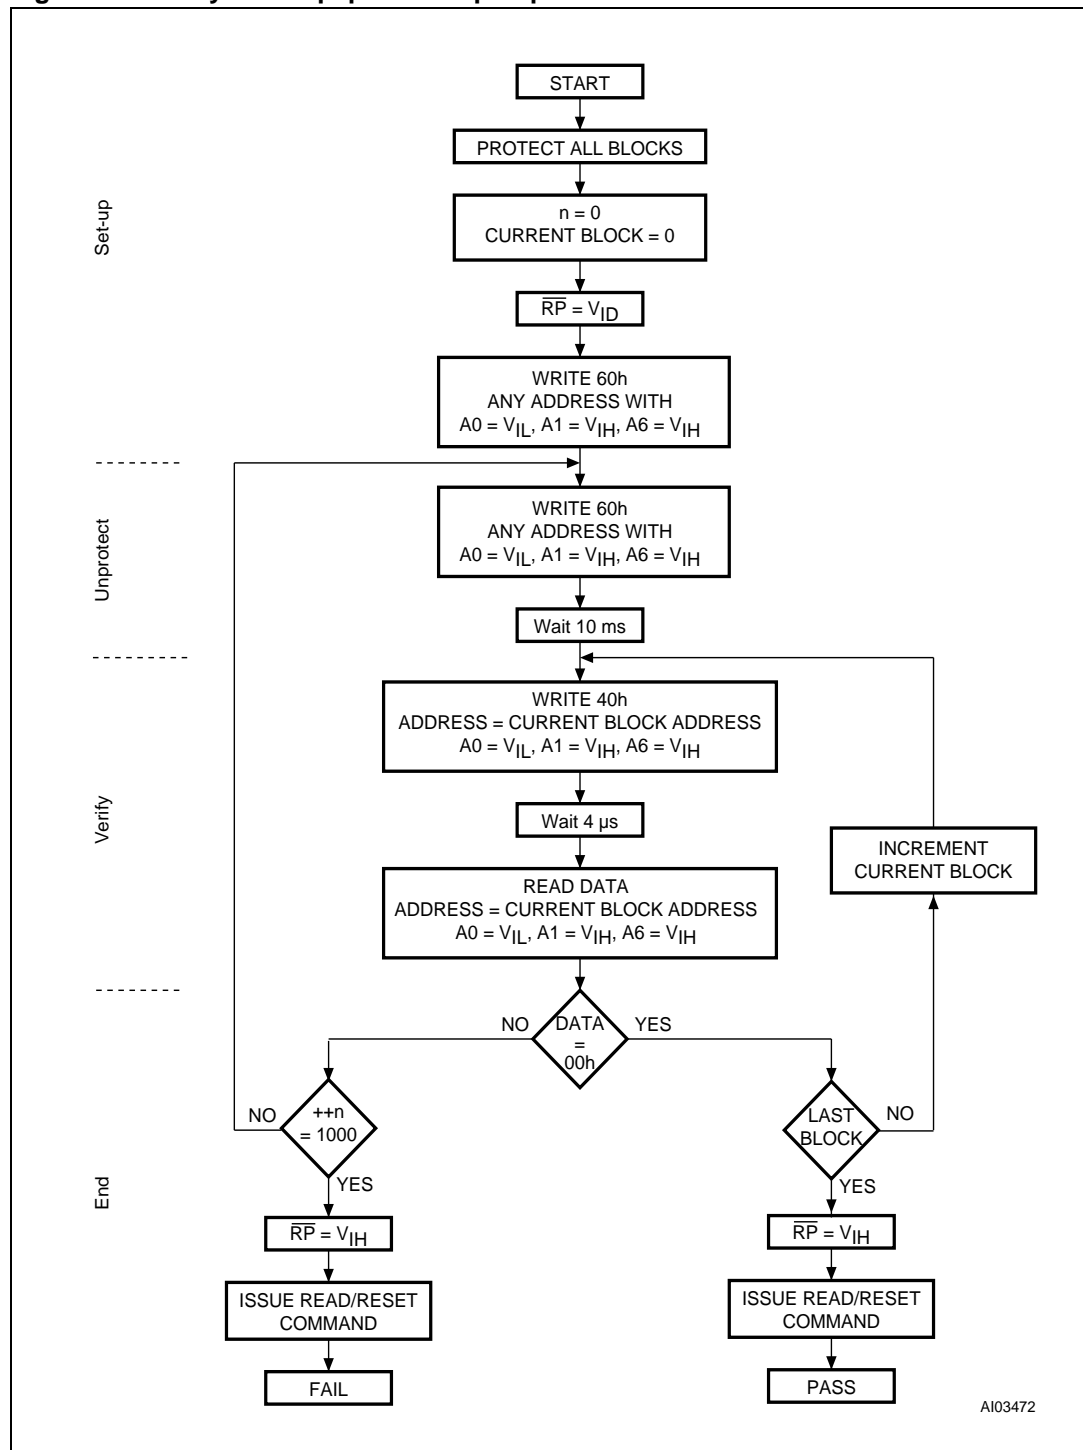 START
PROTECT ALL BLOCKS
Set-up
n = 0
CURRENT BLOCK = 0
RP = VID
WRITE 60h
ANY ADDRESS WITH
A0 = VIL, A1 = VIH, A6 = VIH
Unprotect
WRITE 60h
ANY ADDRESS WITH
A0 = VIL, A1 = VIH, A6 = VIH
Wait 10 ms
Verify
WRITE 40h
ADDRESS = CURRENT BLOCK ADDRESS
A0 = VIL, A1 = VIH, A6 = VIH
Wait 4 µs
INCREMENT
CURRENT BLOCK
READ DATA
ADDRESS = CURRENT BLOCK ADDRESS
A0 = VIL, A1 = VIH, A6 = VIH
End
NO
DATA
=
00h
YES
NO
++n
= 1000
YES
LAST
BLOCK
NO
YES
RP = VIH
RP = VIH
ISSUE READ/RESET
COMMAND
ISSUE READ/RESET
COMMAND
FAIL
PASS
AI03472